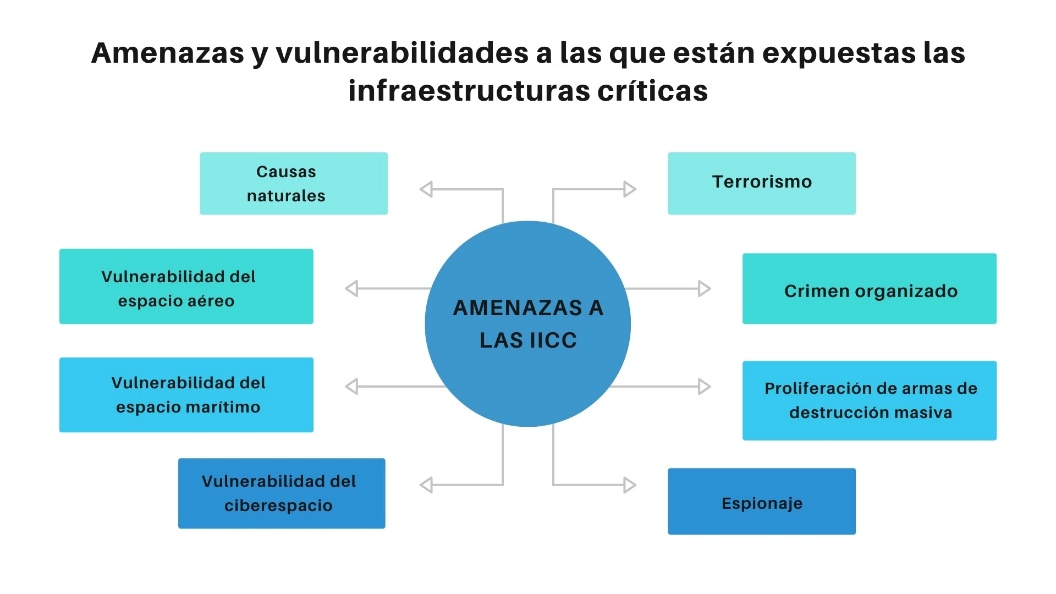 Amenazas y vulnerabilidades a las que están expuestas las
infraestructuras críticas
Causas
naturales
Terrorismo
Vulnerabilidad del
espacio aéreo
Crimen organizado
AMENAZAS A
LAS IICC
Vulnerabilidad del
espacio marítimo
Proliferación de armas de
destrucción masiva
Vulnerabilidad del
ciberespacio
Espionaje